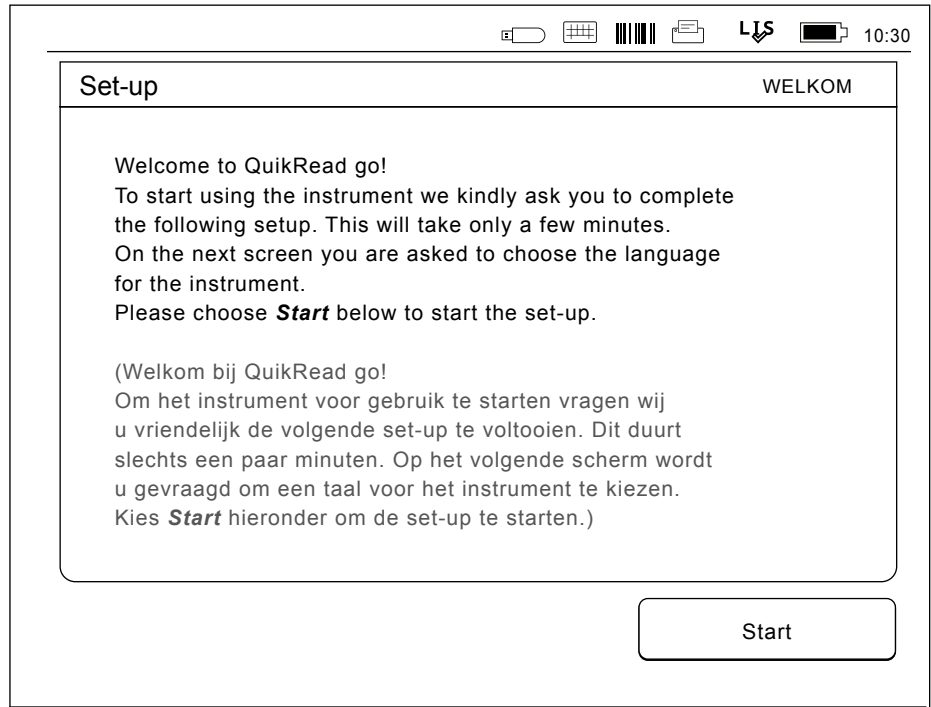 LIS 10:30
Set-up WELKOM
Welcome to QuikRead go!
To start using the instrument we kindly ask you to complete
the following setup. This will take only a few minutes.
On the next screen you are asked to choose the language
for the instrument.
Please choose Start below to start the set-up.
(Welkom bij QuikRead go!
Om het instrument voor gebruik te starten vragen wij
u vriendelijk de volgende set-up te voltooien. Dit duurt
slechts een paar minuten. Op het volgende scherm wordt
u gevraagd om een taal voor het instrument te kiezen.
Kies Start hieronder om de set-up te starten.)
Start